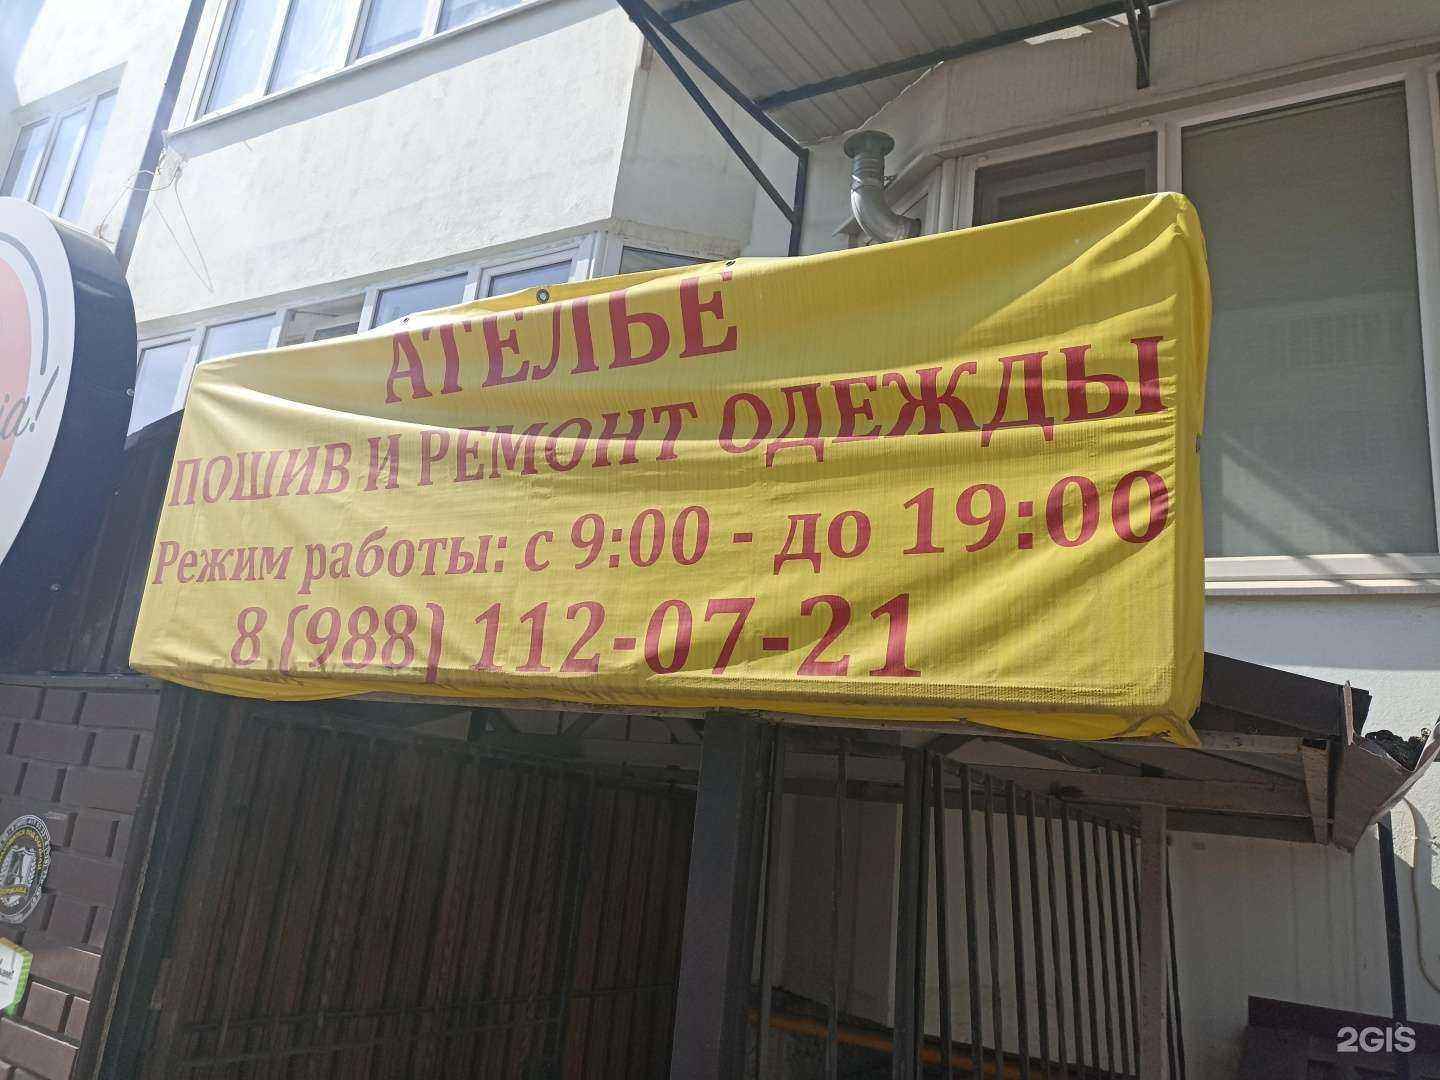 АТЕЛЬЕ
ПОШИВ И РЕМОНТ ОДЕЖДЫ
Режим работы: с 9:00 - до 19:00
8 (988) 112-07-21
2GIS